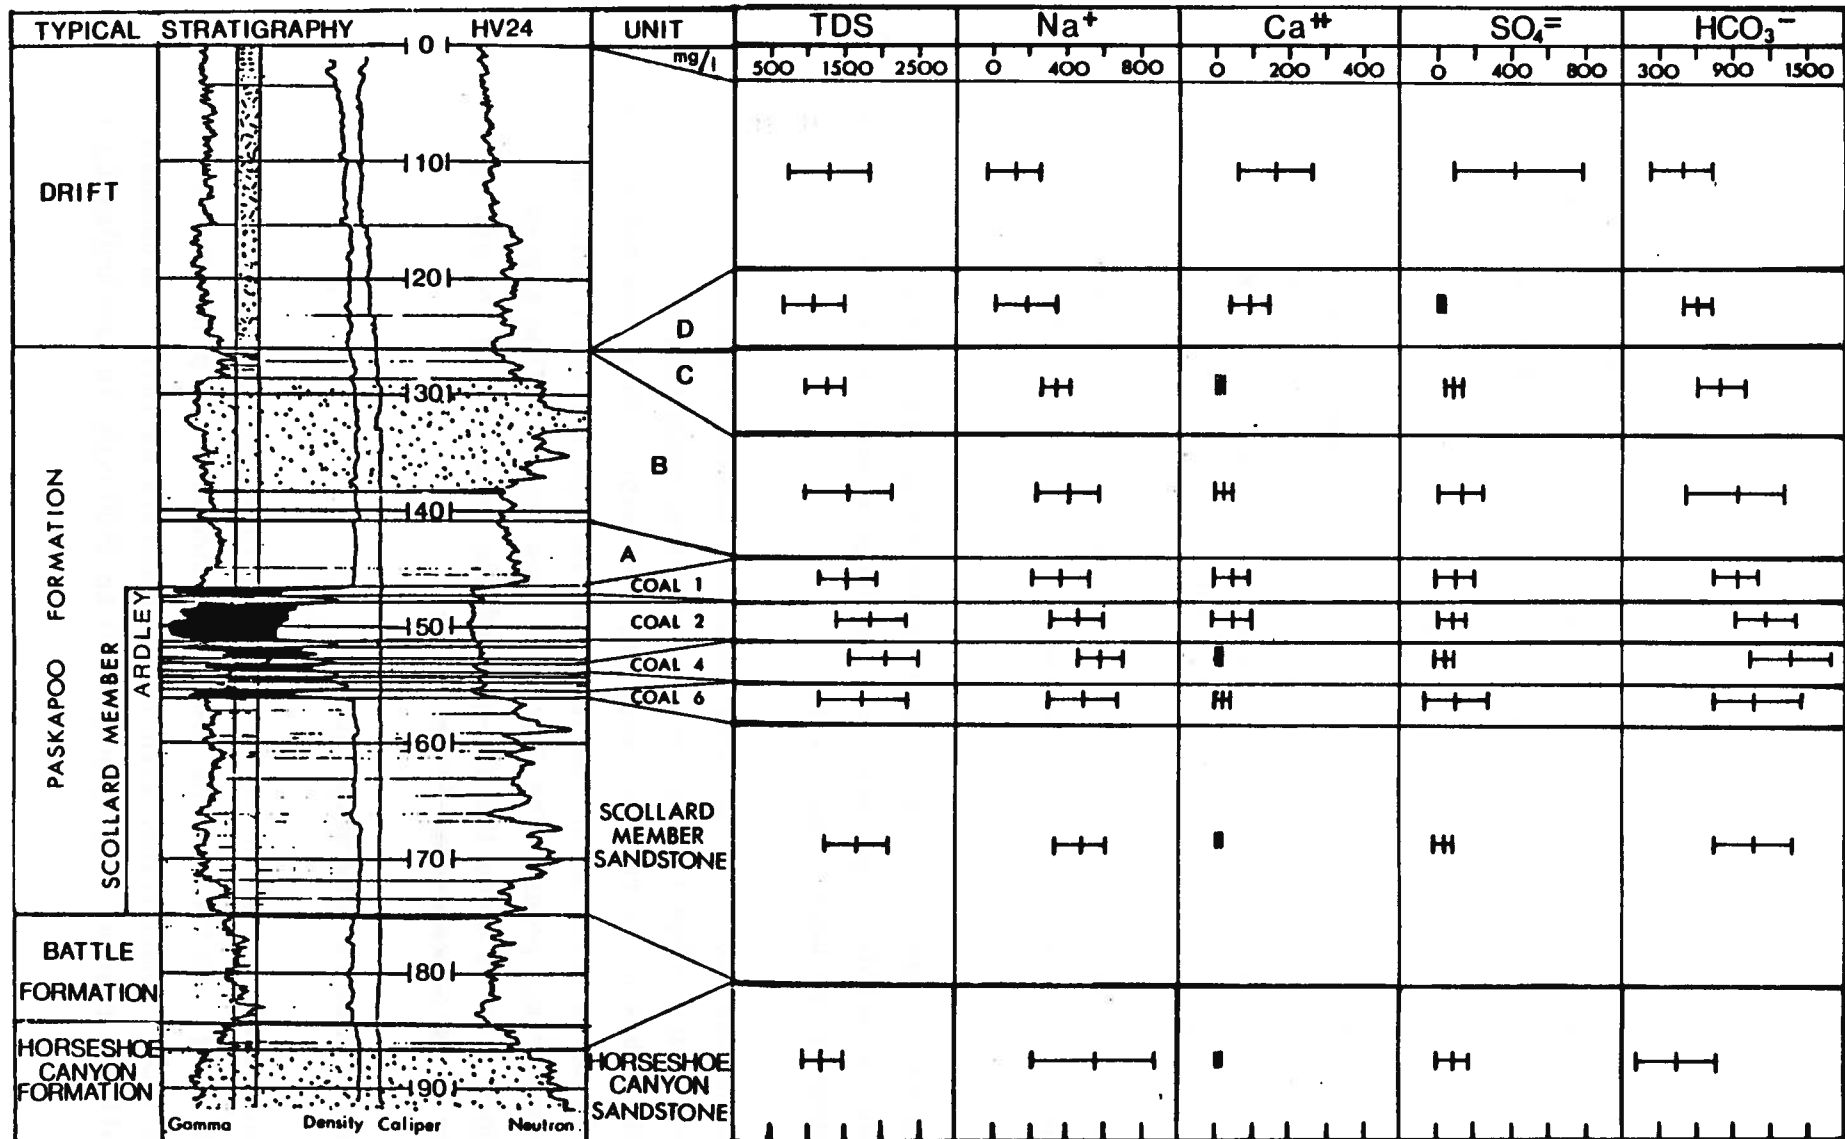 TYPICAL STRATIGRAPHY HV24 UNIT TDS Na⁺ Ca⁺⁺ SO₄⁼ HCO₃⁻
mg/l 500 1500 2500 0 400 800 0 200 400 0 400 800 300 900 1500
0
10
DRIFT
20
D
C
30
B
40
A
COAL 1
COAL 2
50
COAL 4
COAL 6
60
SCOLLARD
MEMBER
SANDSTONE
70
PASKAPOO FORMATION
SCOLLARD MEMBER
ARDLEY
BATTLE
FORMATION
80
HORSESHOE
CANYON
FORMATION
HORSESHOE
CANYON
SANDSTONE
90
Gamma Density Caliper Neutron